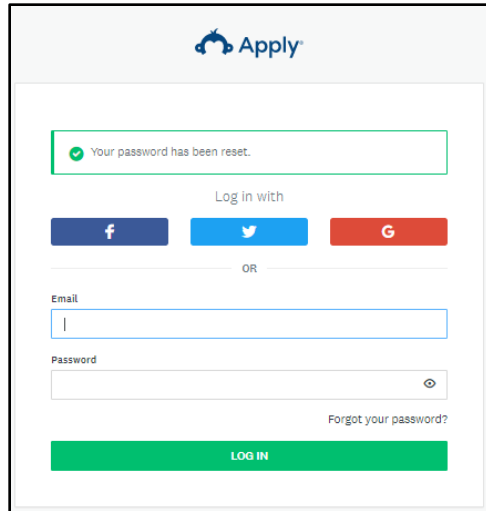 Apply®
Your password has been reset.
Log in with
OR
Email
Password
Forgot your password?
LOG IN